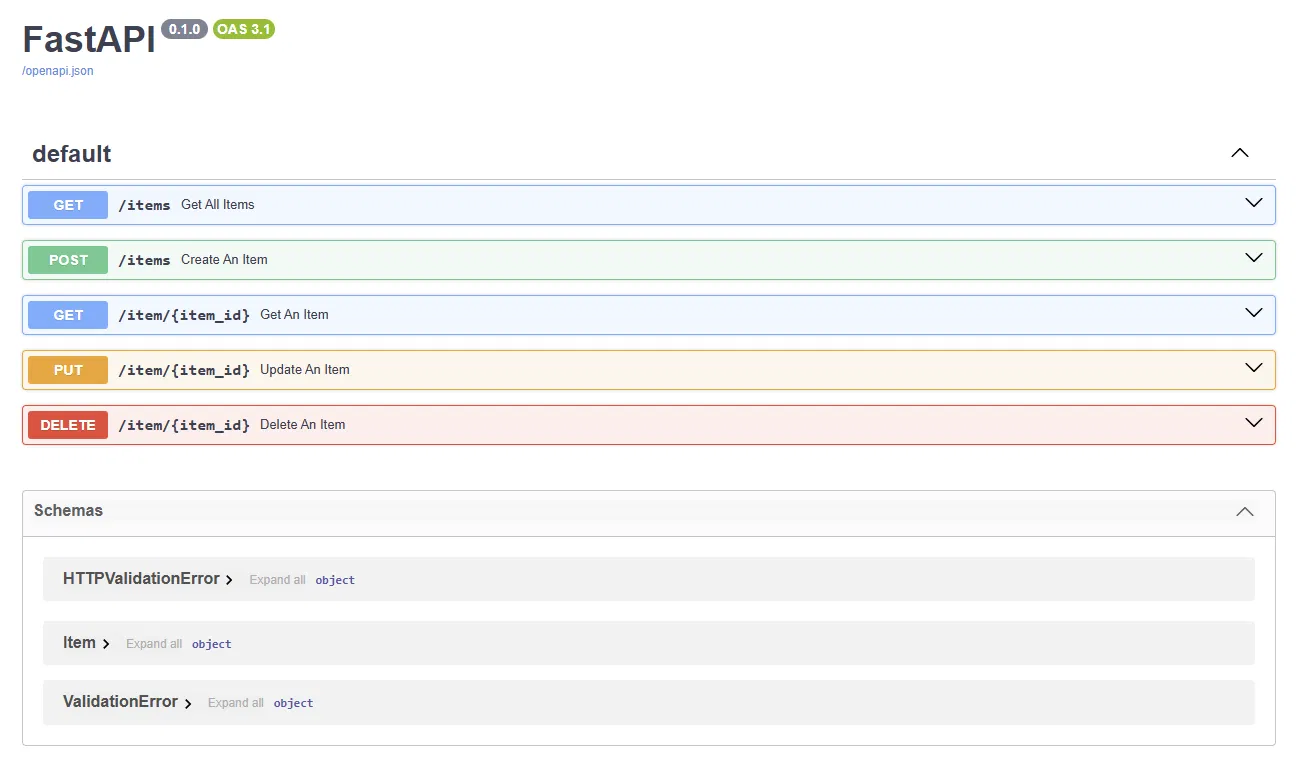 FastAPI 0.1.0 OAS 3.1
/openapi.json
default
GET /items Get All Items
POST /items Create An Item
GET /item/{item_id} Get An Item
PUT /item/{item_id} Update An Item
DELETE /item/{item_id} Delete An Item
Schemas
HTTPValidationError Expand all object
Item Expand all object
ValidationError Expand all object